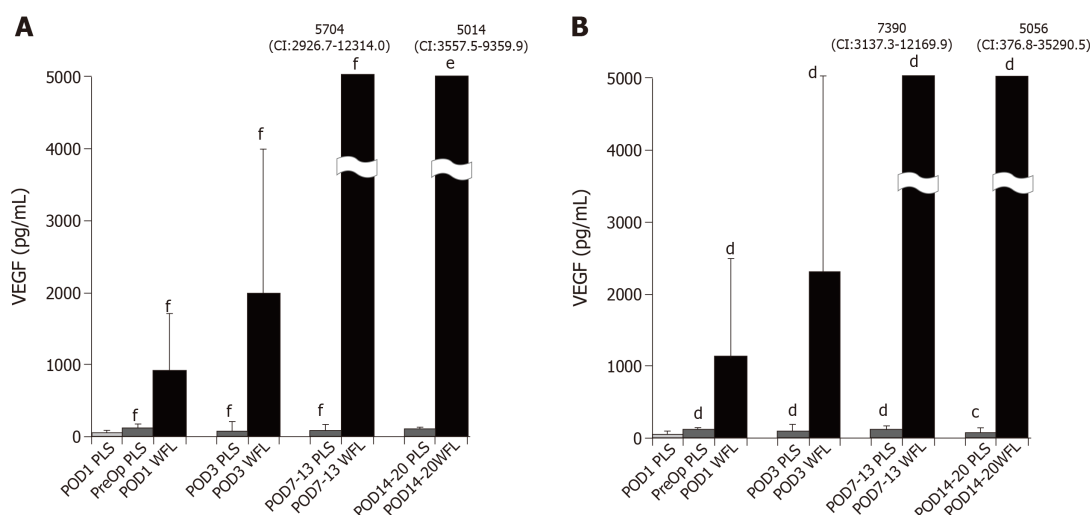 A
5704
(CI:2926.7-12314.0)
5014
(CI:3557.5-9359.9)
VEGF (pg/mL)
5000
4000
3000
2000
1000
0
f
f
f
f
f
f
e
POD1 PLS
PreOp PLS
POD1 WFL
POD3 PLS
POD3 WFL
POD7-13 PLS
POD7-13 WFL
POD14-20 PLS
POD14-20WFL
B
7390
(CI:3137.3-12169.9)
5056
(CI:376.8-35290.5)
VEGF (pg/mL)
5000
4000
3000
2000
1000
0
d
d
d
d
d
d
c
d
POD1 PLS
PreOp PLS
POD1 WFL
POD3 PLS
POD3 WFL
POD7-13 PLS
POD7-13 WFL
POD14-20 PLS
POD14-20WFL